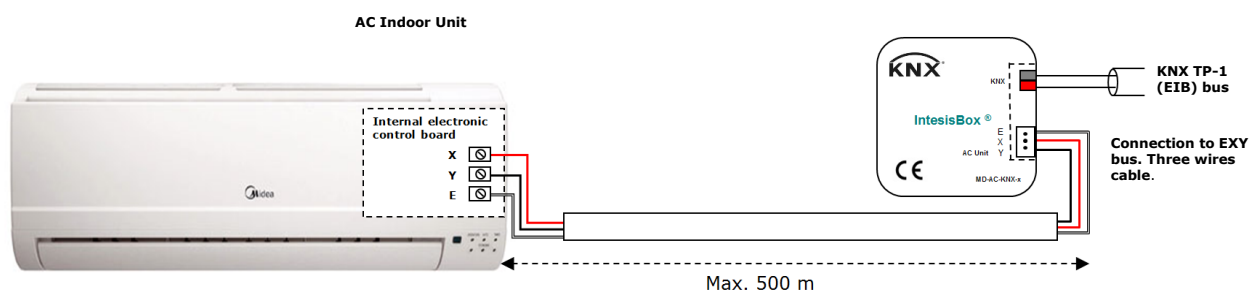 AC Indoor Unit
Internal electronic
control board
X
Y
E
Midea
KNX
KNX
IntesisBox ®
E
X
AC Unit Y
CE
MD-AC-KNX-x
KNX TP-1
(EIB) bus
Connection to EXY
bus. Three wires
cable.
Max. 500 m